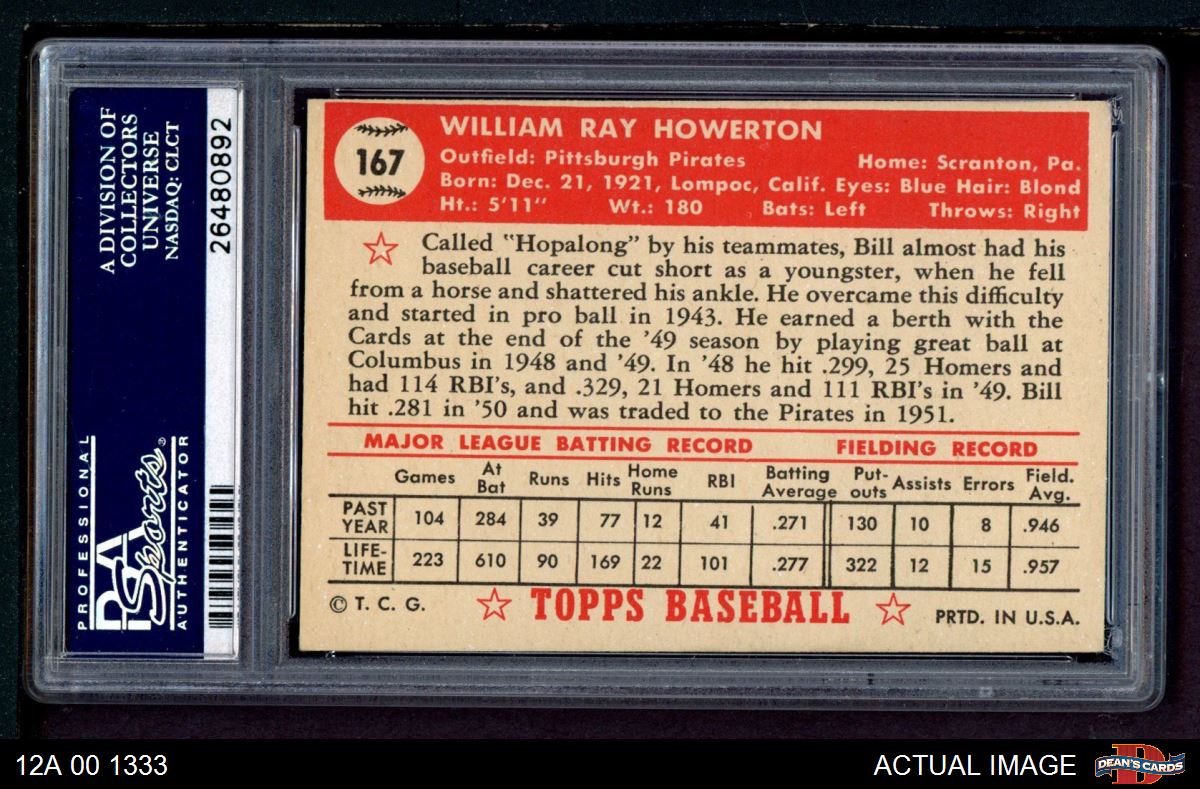 A DIVISION OF
COLLECTORS
UNIVERSE
NASDAQ: CLCT
26480892
PROFESSIONAL
PSA
Sports®
AUTHENTICATOR
167
WILLIAM RAY HOWERTON
Outfield: Pittsburgh Pirates Home: Scranton, Pa.
Born: Dec. 21, 1921, Lompoc, Calif. Eyes: Blue Hair: Blond
Ht.: 5'11" Wt.: 180 Bats: Left Throws: Right
Called "Hopalong" by his teammates, Bill almost had his
baseball career cut short as a youngster, when he fell
from a horse and shattered his ankle. He overcame this difficulty
and started in pro ball in 1943. He earned a berth with the
Cards at the end of the '49 season by playing great ball at
Columbus in 1948 and '49. In '48 he hit .299, 25 Homers and
had 114 RBI's, and .329, 21 Homers and 111 RBI's in '49. Bill
hit .281 in '50 and was traded to the Pirates in 1951.
MAJOR LEAGUE BATTING RECORD FIELDING RECORD
Games At Bat Runs Hits Home Runs RBI Batting Average Put-outs Assists Errors Field. Avg.
PAST YEAR 104 284 39 77 12 41 .271 130 10 8 .946
LIFE-TIME 223 610 90 169 22 101 .277 322 12 15 .957
© T. C. G. TOPPS BASEBALL PRTD. IN U.S.A.
12A 00 1333 ACTUAL IMAGE
D
DEAN'S CARDS